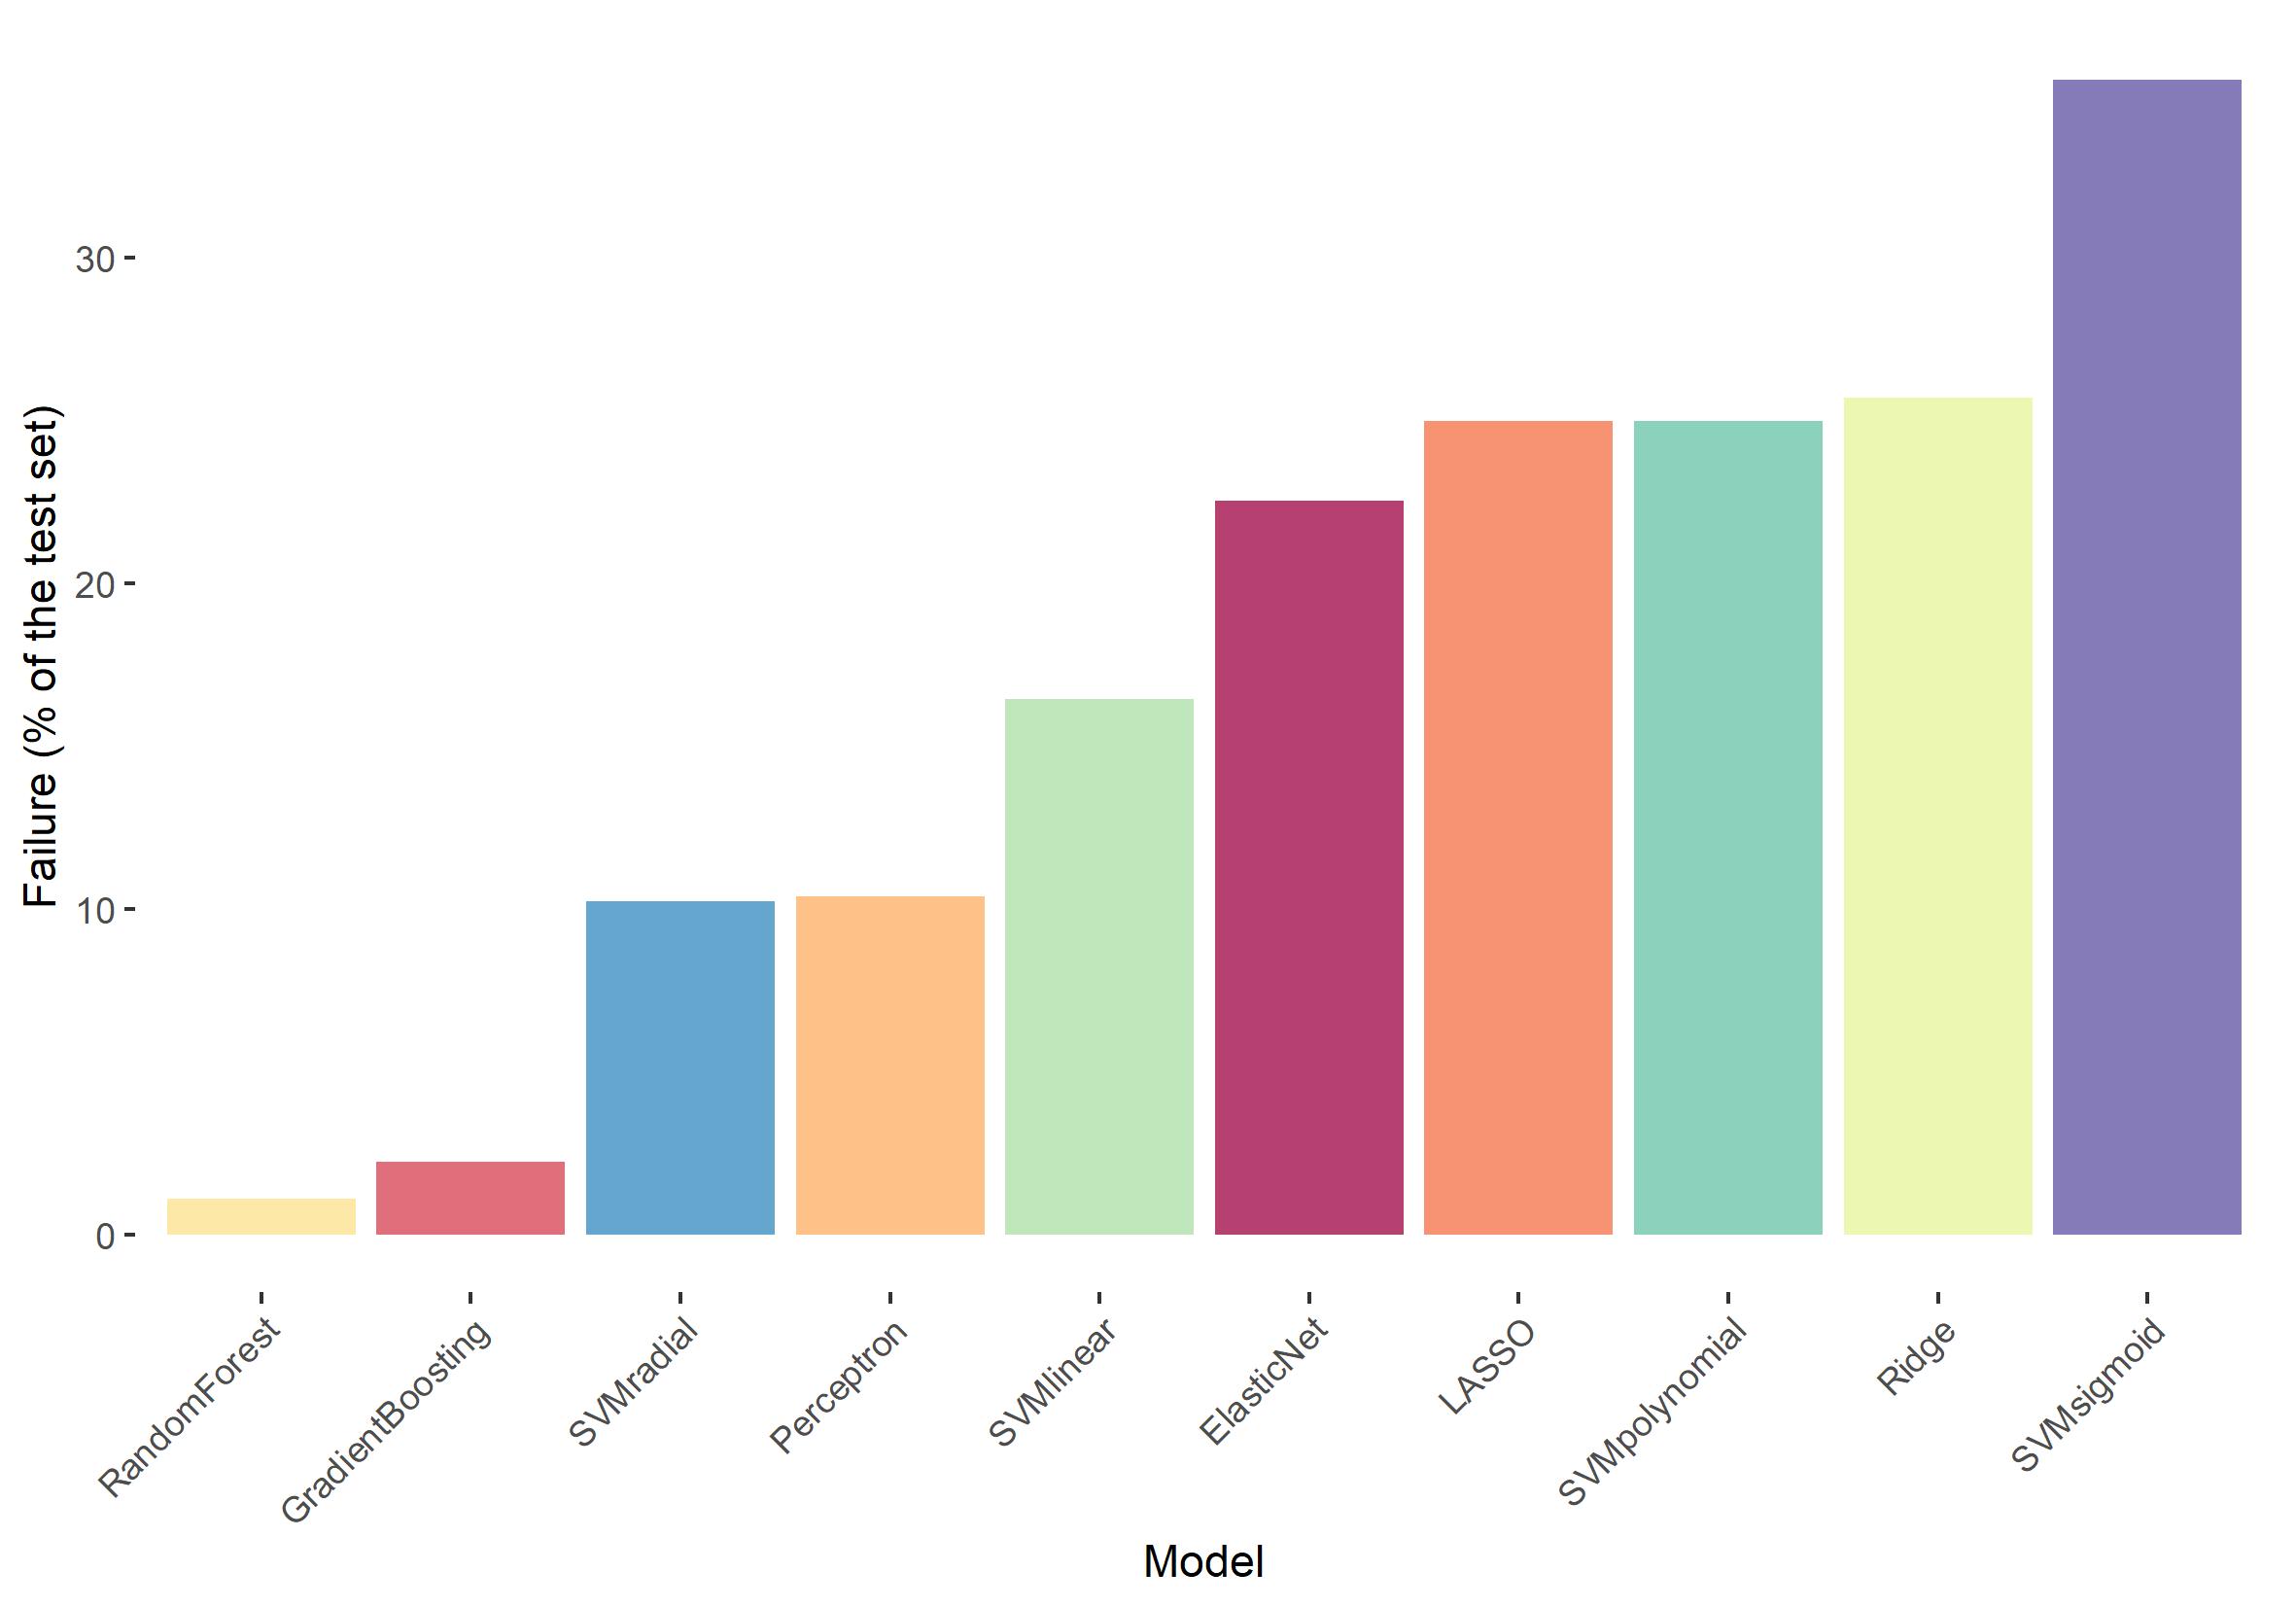 Failure (% of the test set)
30
20
10
0
RandomForest
GradientBoosting
SVMradial
Perceptron
SVMlinear
ElasticNet
LASSO
SVMpolynomial
Ridge
SVMsigmoid
Model